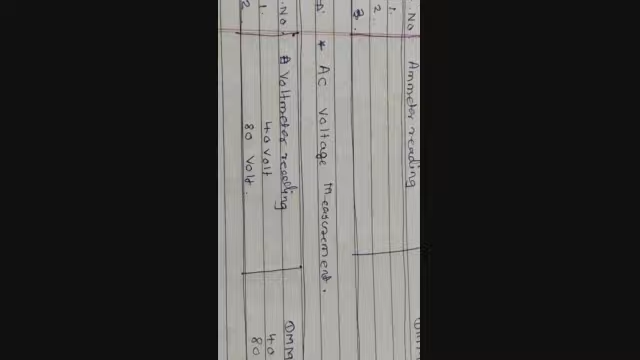 .No. Ammeter reading DMM
1.
2.
3.
* AC voltage measurement.
.No. Voltmeter reading DMM
1. 40 volt 40
2. 80 volt. 80